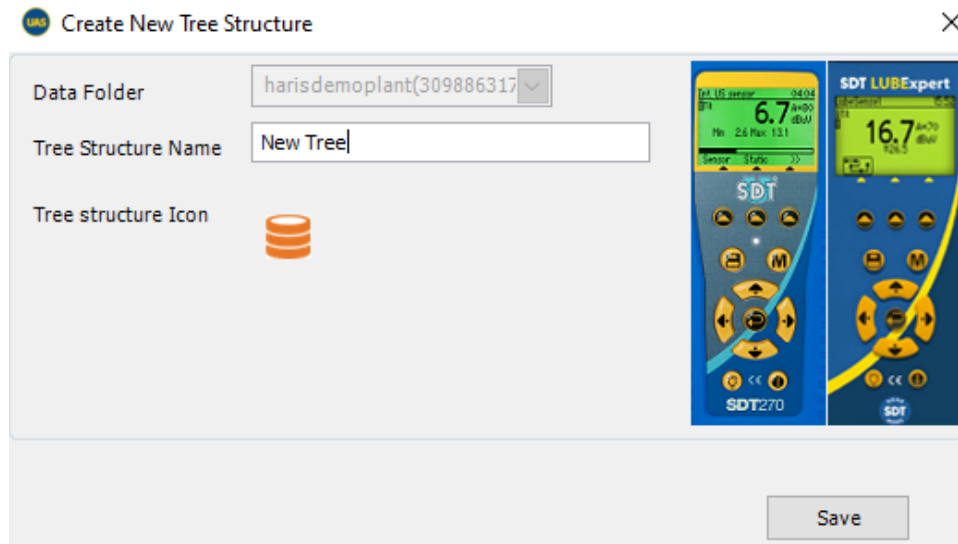 UAS Create New Tree Structure
Data Folder harisdemoplant(309886317
Tree Structure Name New Tree
Tree structure Icon
Int. US sensor 04:04
6.7 dBµV
Min 2.6 Max 13.1
Sensor Static >>
SDT
M
CE
SDT270
SDT LUBExpert
16.7 dBµV
M
CE
SDT
Save